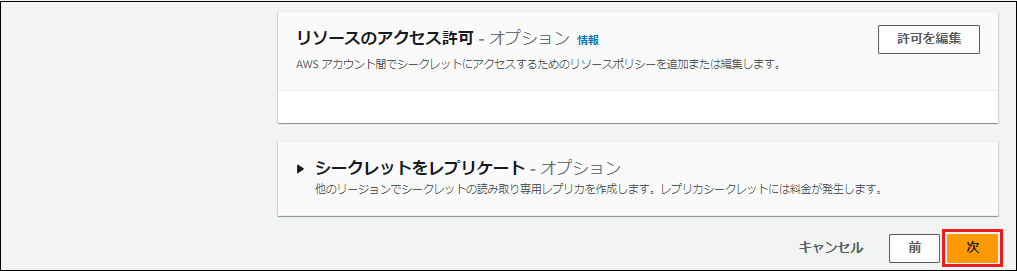 リソースのアクセス許可 - オプション 情報
許可を編集
AWS アカウント間でシークレットにアクセスするためのリソースポリシーを追加または編集します。
シークレットをレプリケート - オプション
他のリージョンでシークレットの読み取り専用レプリカを作成します。レプリカシークレットには料金が発生します。
キャンセル 前 次